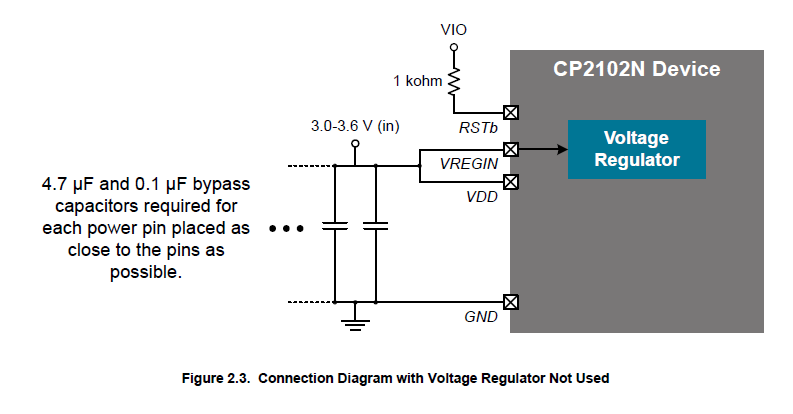 VIO
CP2102N Device
1 kohm
RSTb
3.0-3.6 V (in)
Voltage
Regulator
VREGIN
VDD
4.7 μF and 0.1 μF bypass
capacitors required for
each power pin placed as
close to the pins as
possible.
GND
Figure 2.3. Connection Diagram with Voltage Regulator Not Used